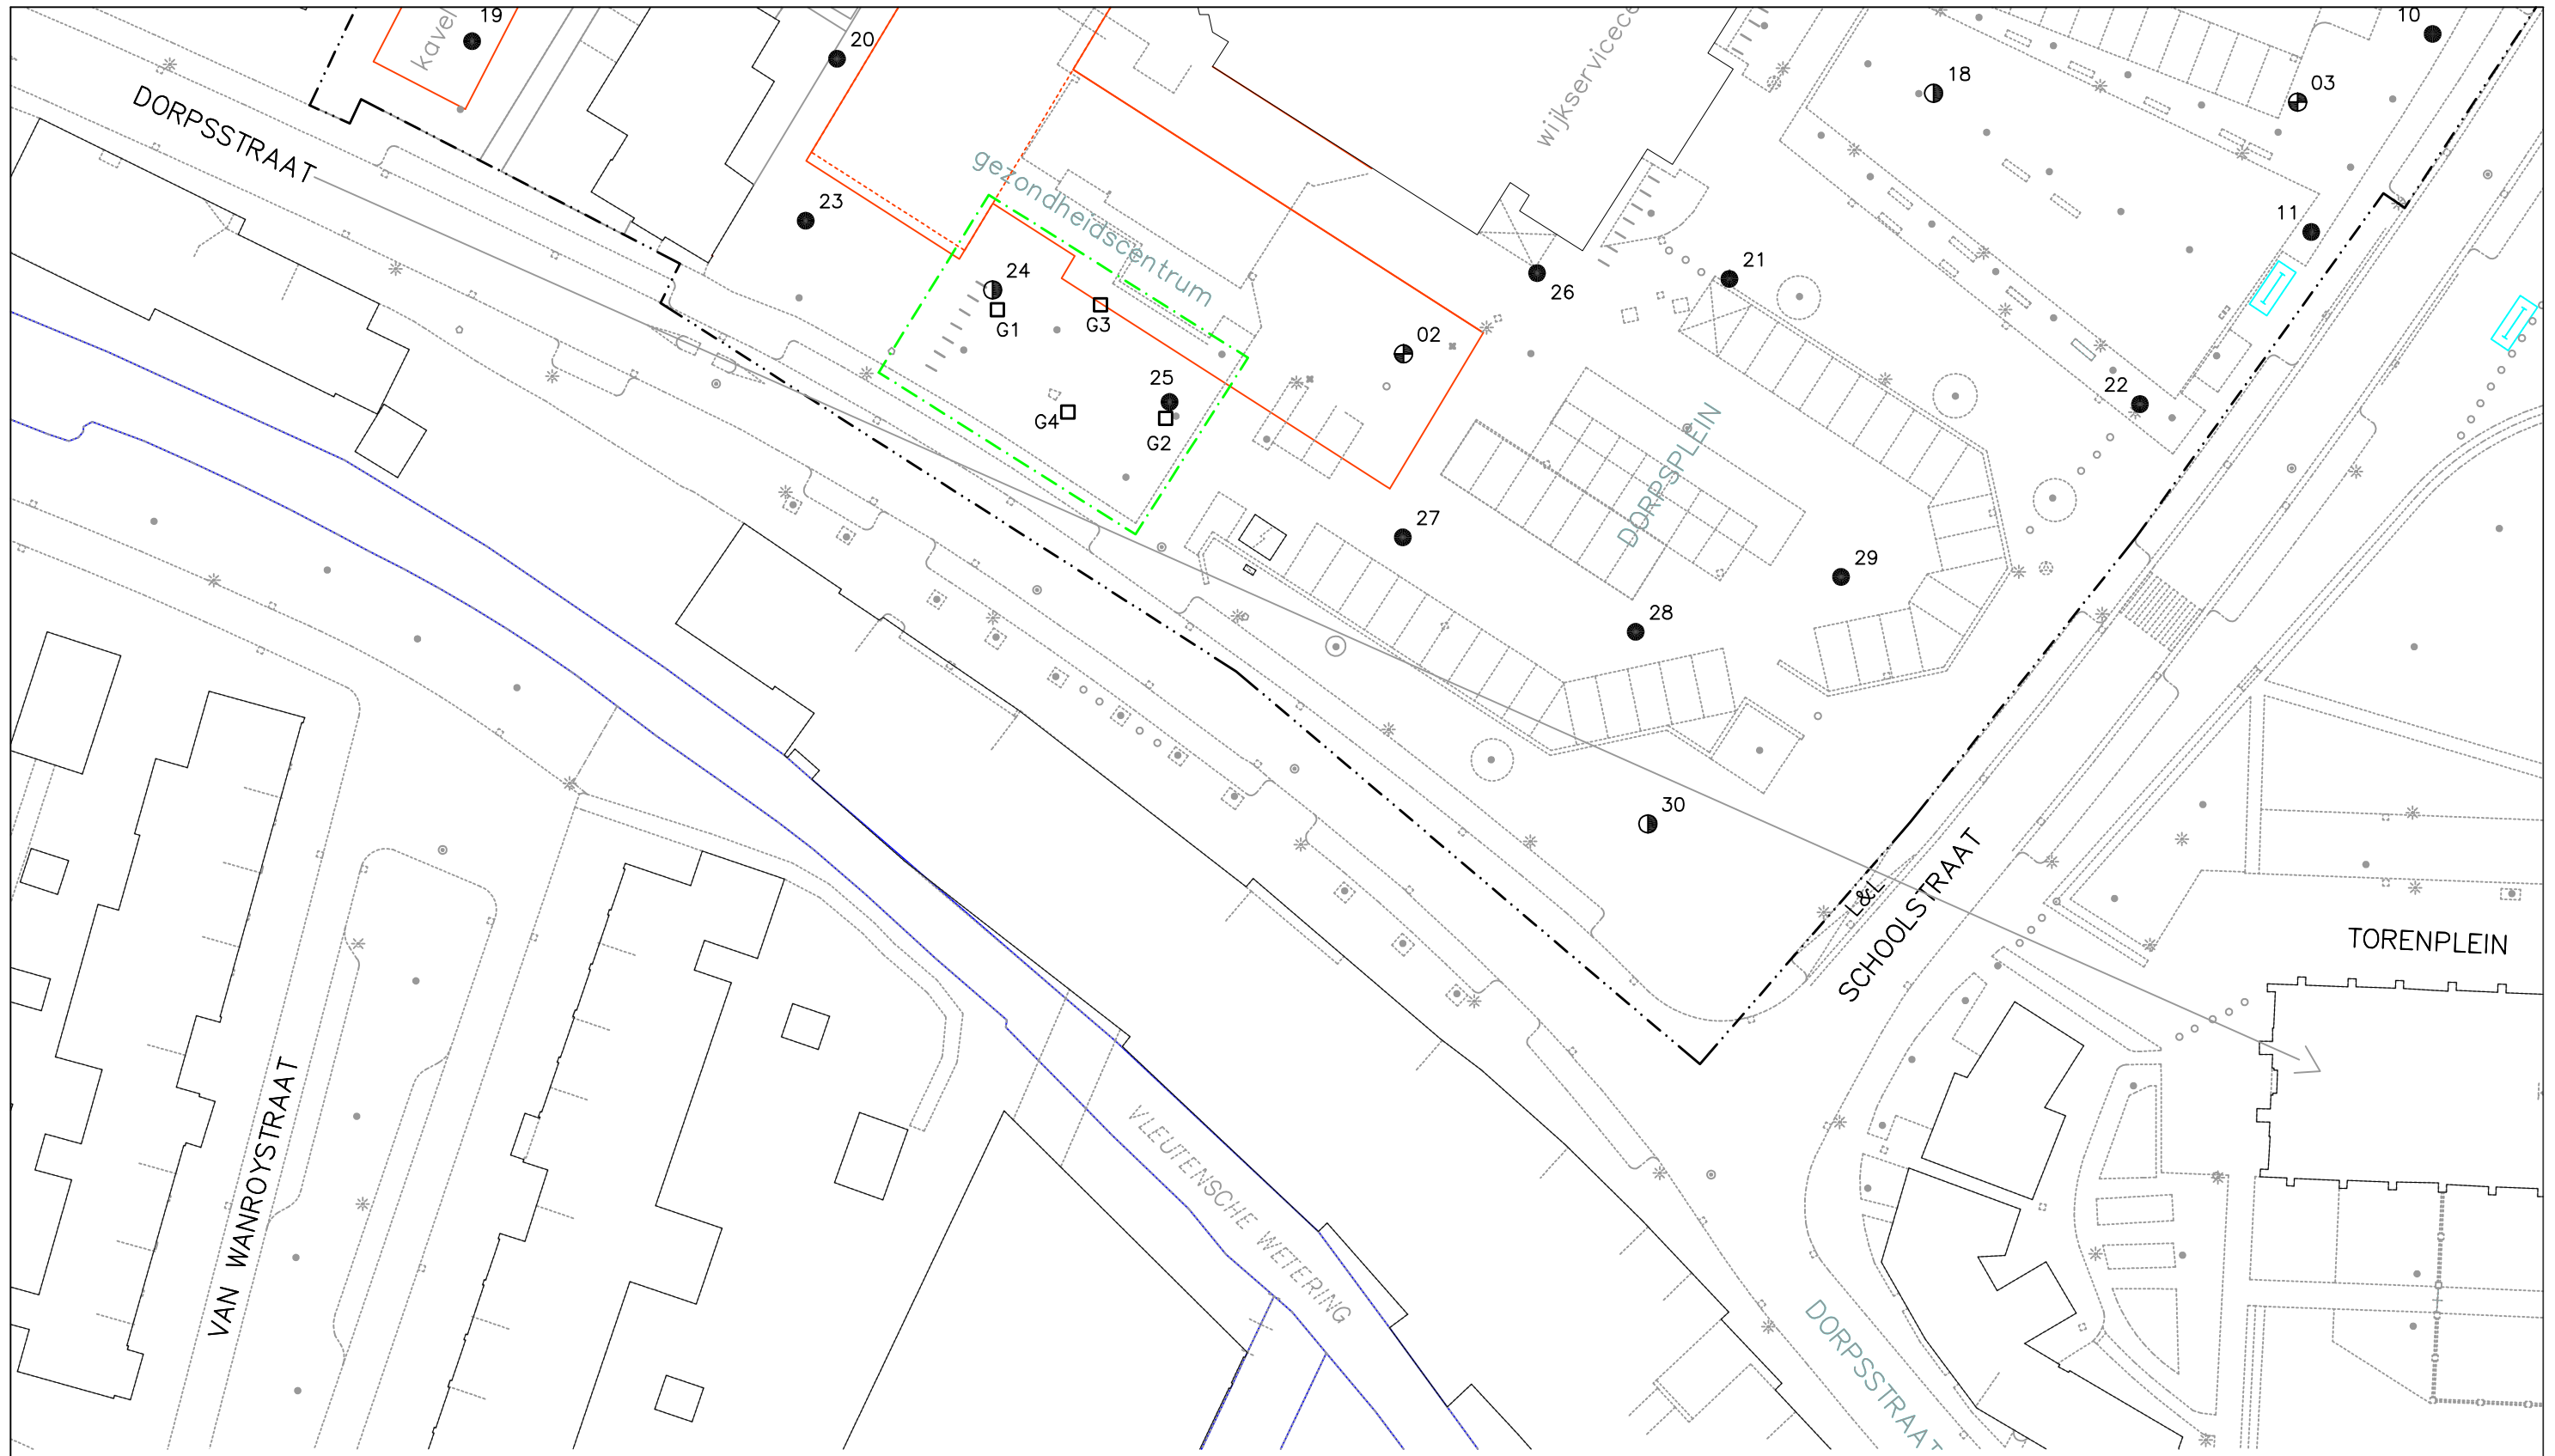 19
kavel
20
10
18
03
wijkservicece
DORPSSTRAAT
gezondheidscentrum
23
11
21
24
26
G1
G3
02
22
25
G4
G2
DORPSPLEIN
27
29
28
30
L&L
SCHOOLSTRAAT
TORENPLEIN
VAN WANROYSTRAAT
VLEUTENSCHE WETERING
DORPSSTRAAT